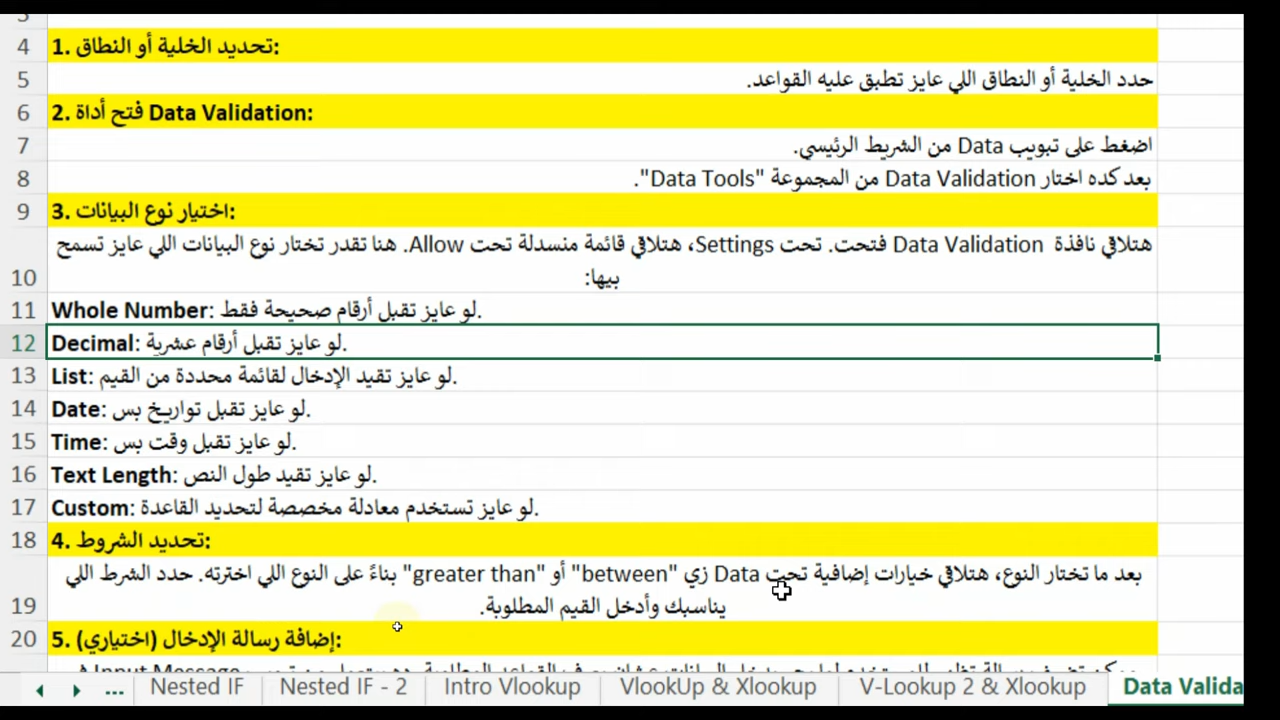 3
4 1. تحديد الخلية أو النطاق:
5 حدد الخلية أو النطاق اللي عايز تطبق عليه القواعد.
6 2. فتح أداة Data Validation:
7 اضغط على تبويب Data من الشريط الرئيسي.
8 بعد كده اختار Data Validation من المجموعة "Data Tools".
9 3. اختيار نوع البيانات:
هتلاقي نافذة Data Validation فتحت. تحت Settings، هتلاقي قائمة منسدلة تحت Allow. هنا تقدر تختار نوع البيانات اللي عايز تسمح
10 بيها:
11 Whole Number: لو عايز تقبل أرقام صحيحة فقط.
12 Decimal: لو عايز تقبل أرقام عشرية.
13 List: لو عايز تقيد الإدخال لقائمة محددة من القيم.
14 Date: لو عايز تقبل تواريخ بس.
15 Time: لو عايز تقبل وقت بس.
16 Text Length: لو عايز تقيد طول النص.
17 Custom: لو عايز تستخدم معادلة مخصصة لتحديد القاعدة.
18 4. تحديد الشروط:
بعد ما تختار النوع، هتلاقي خيارات إضافية تحت Data زي "between" أو "greater than" بناءً على النوع اللي اخترته. حدد الشرط اللي
19 يناسبك وأدخل القيم المطلوبة.
20 5. إضافة رسالة الإدخال (اختياري):
Input Message
... Nested IF Nested IF - 2 Intro Vlookup VlookUp & Xlookup V-Lookup 2 & Xlookup Data Valida